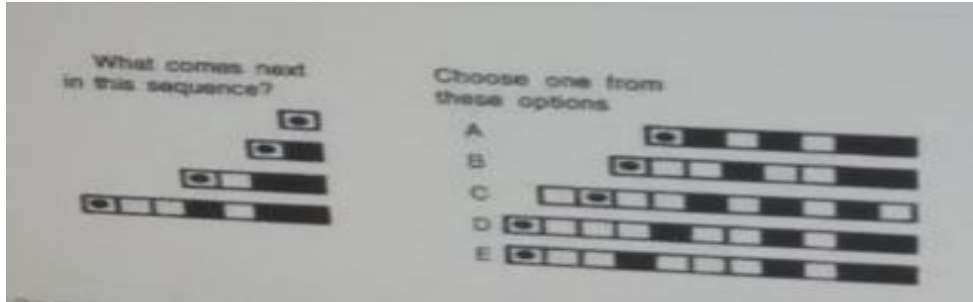 What comes next
in this sequence?
Choose one from
these options
A
B
C
D
E